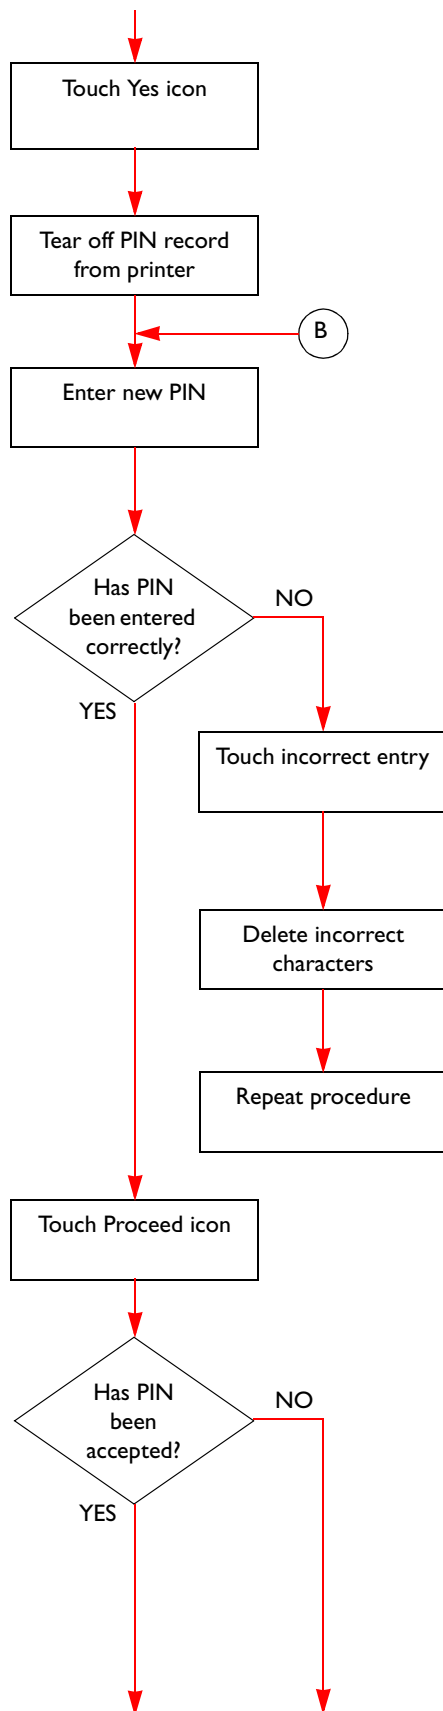 Touch Yes icon
Tear off PIN record
from printer
B
Enter new PIN
Has PIN
been entered
correctly?
NO
YES
Touch incorrect entry
Delete incorrect
characters
Repeat procedure
Touch Proceed icon
Has PIN
been
accepted?
NO
YES